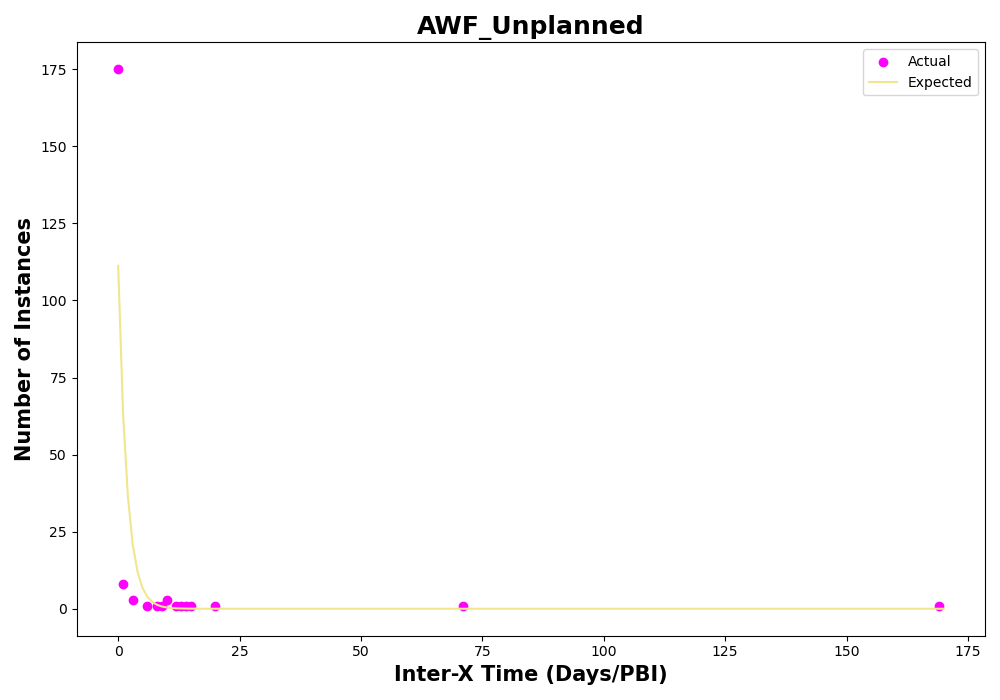 AWF_Unplanned
Actual
Expected
Number of Instances
175
150
125
100
75
50
25
0
0 25 50 75 100 125 150 175
Inter-X Time (Days/PBI)